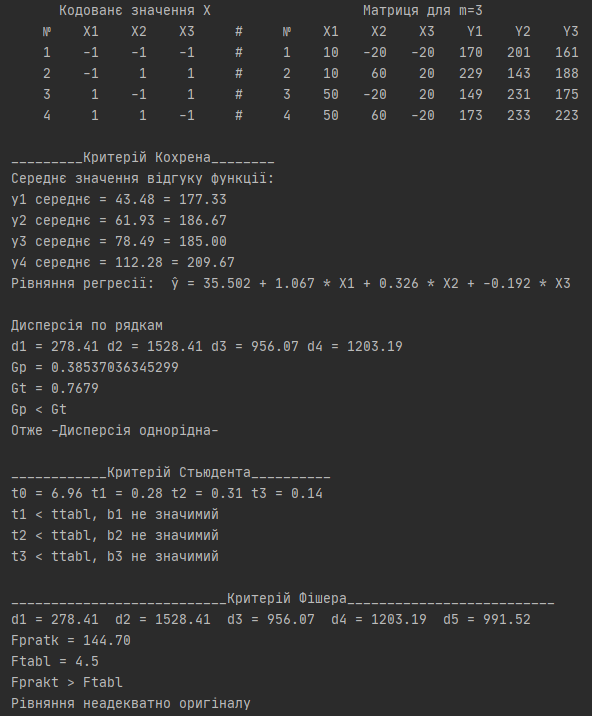 Кодованє значення X Матриця для m=3
№ X1 X2 X3 # № X1 X2 X3 Y1 Y2 Y3
1 -1 -1 -1 # 1 10 -20 -20 170 201 161
2 -1 1 1 # 2 10 60 20 229 143 188
3 1 -1 1 # 3 50 -20 20 149 231 175
4 1 1 -1 # 4 50 60 -20 173 233 223
_________Критерій Кохрена________
Середнє значення відгуку функції:
y1 середнє = 43.48 = 177.33
y2 середнє = 61.93 = 186.67
y3 середнє = 78.49 = 185.00
y4 середнє = 112.28 = 209.67
Рівняння регресії: ŷ = 35.502 + 1.067 * X1 + 0.326 * X2 + -0.192 * X3
Дисперсія по рядкам
d1 = 278.41 d2 = 1528.41 d3 = 956.07 d4 = 1203.19
Gp = 0.38537036345299
Gt = 0.7679
Gp < Gt
Отже -Дисперсія однорідна-
____________Критерій Стьюдента__________
t0 = 6.96 t1 = 0.28 t2 = 0.31 t3 = 0.14
t1 < ttabl, b1 не значимий
t2 < ttabl, b2 не значимий
t3 < ttabl, b3 не значимий
___________________________Критерій Фішера__________________________
d1 = 278.41 d2 = 1528.41 d3 = 956.07 d4 = 1203.19 d5 = 991.52
Fpratk = 144.70
Ftabl = 4.5
Fprakt > Ftabl
Рівняння неадекватно оригіналу